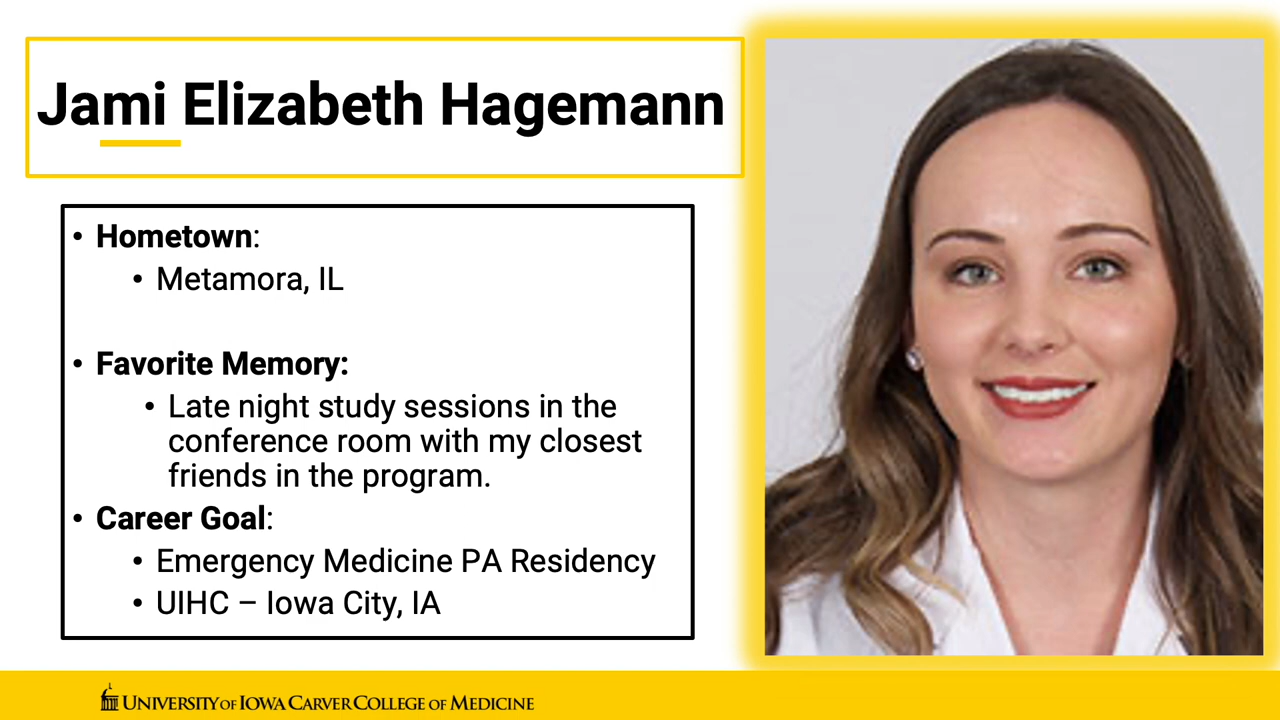 Jami Elizabeth Hagemann
• Hometown:
• Metamora, IL
• Favorite Memory:
• Late night study sessions in the
conference room with my closest
friends in the program.
• Career Goal:
• Emergency Medicine PA Residency
• UIHC – Iowa City, IA
UNIVERSITY OF IOWA CARVER COLLEGE OF MEDICINE